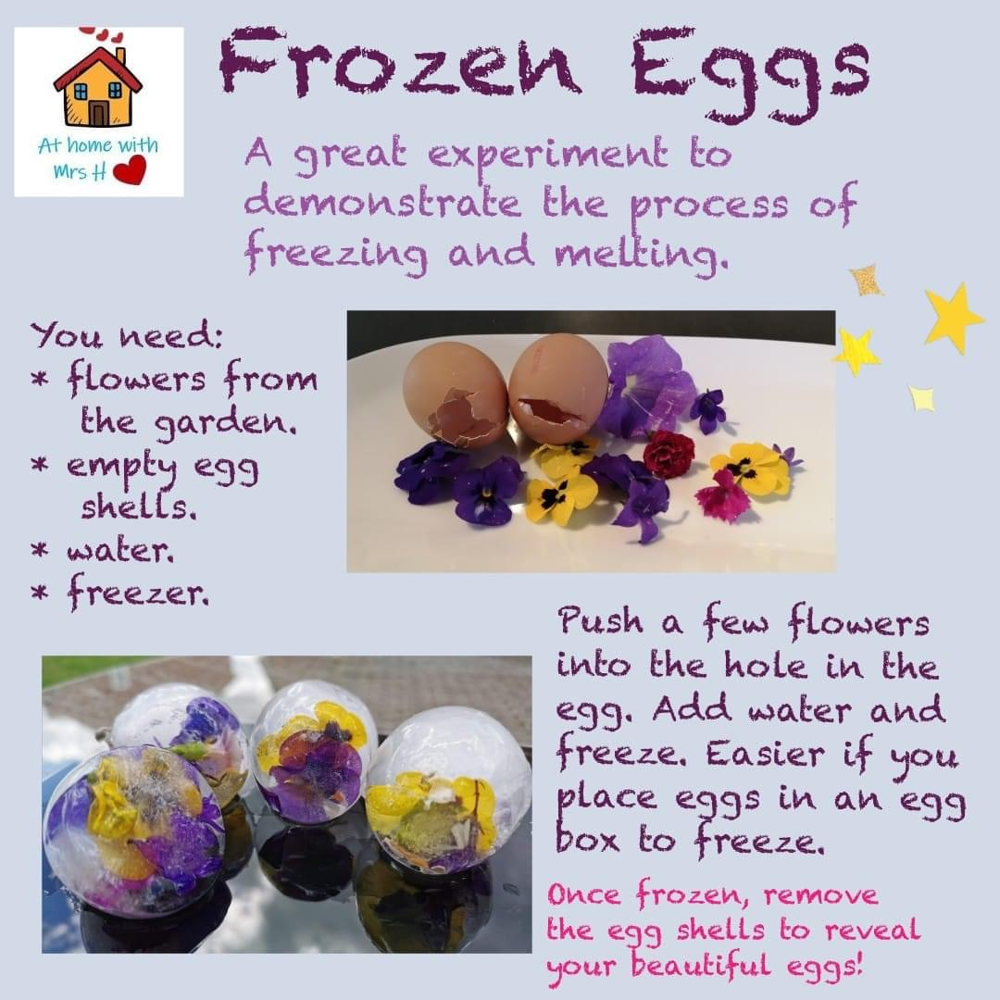 At home with
Mrs H
Frozen Eggs
A great experiment to
demonstrate the process of
freezing and melting.
You need:
* flowers from
the garden.
* empty egg
shells.
* water.
* freezer.
Push a few flowers
into the hole in the
egg. Add water and
freeze. Easier if you
place eggs in an egg
box to freeze.
Once frozen, remove
the egg shells to reveal
your beautiful eggs!